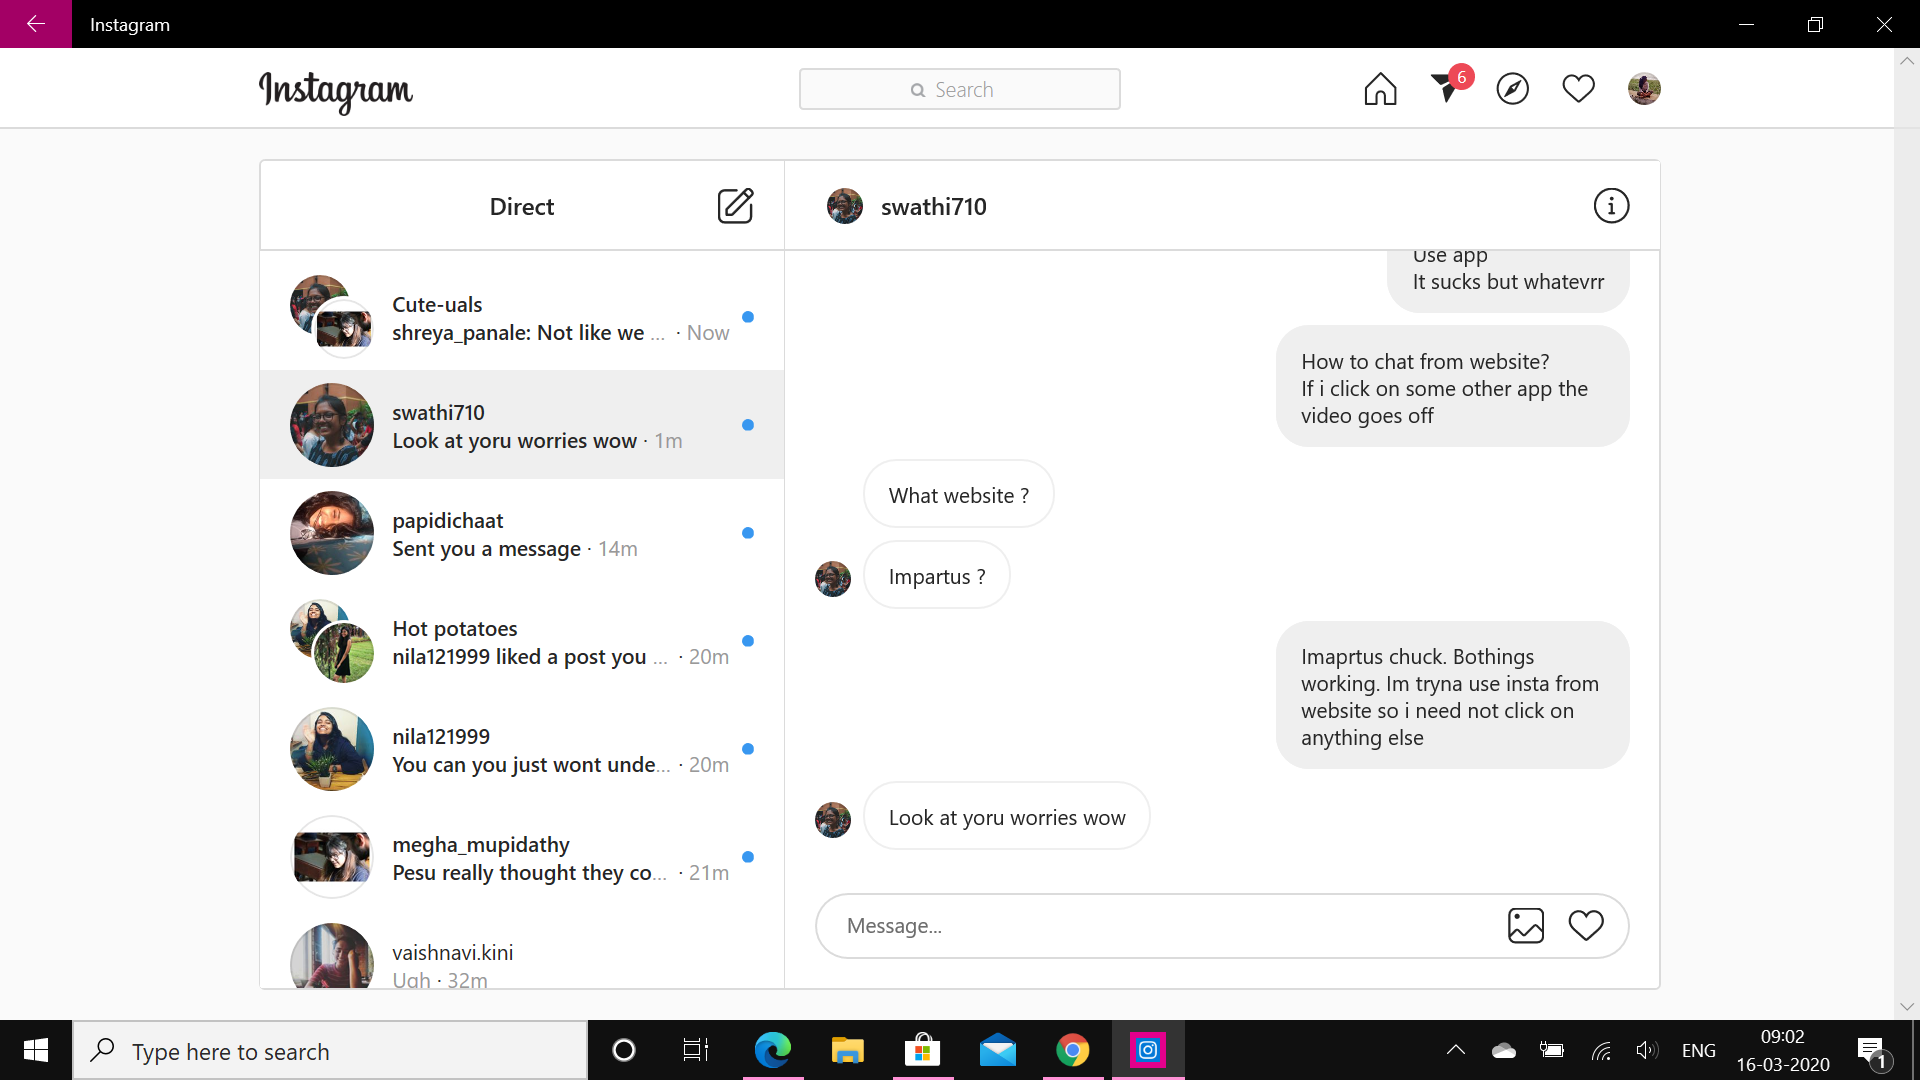 Instagram
Instagram
Search
6
Direct
swathi710
Cute-uals
shreya_panale: Not like we ... · Now
swathi710
Look at yoru worries wow · 1m
papidichaat
Sent you a message · 14m
Hot potatoes
nila121999 liked a post you ... · 20m
nila121999
You can you just wont unde... · 20m
megha_mupidathy
Pesu really thought they co... · 21m
vaishnavi.kini
Ugh · 32m
Use app
It sucks but whatevrr
How to chat from website?
If i click on some other app the
video goes off
What website ?
Impartus ?
Imaprtus chuck. Bothings
working. Im tryna use insta from
website so i need not click on
anything else
Look at yoru worries wow
Message...
Type here to search
ENG
09:02
16-03-2020
1